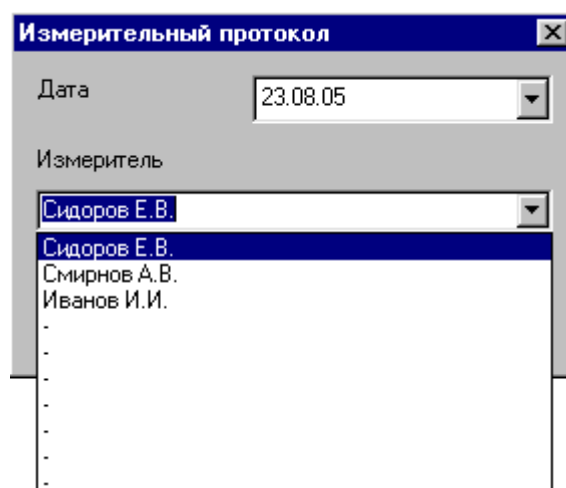 Измерительный протокол
Дата
23.08.05
Измеритель
Сидоров Е.В.
Сидоров Е.В.
Смирнов А.В.
Иванов И.И.
-
-
-
-
-
-
-